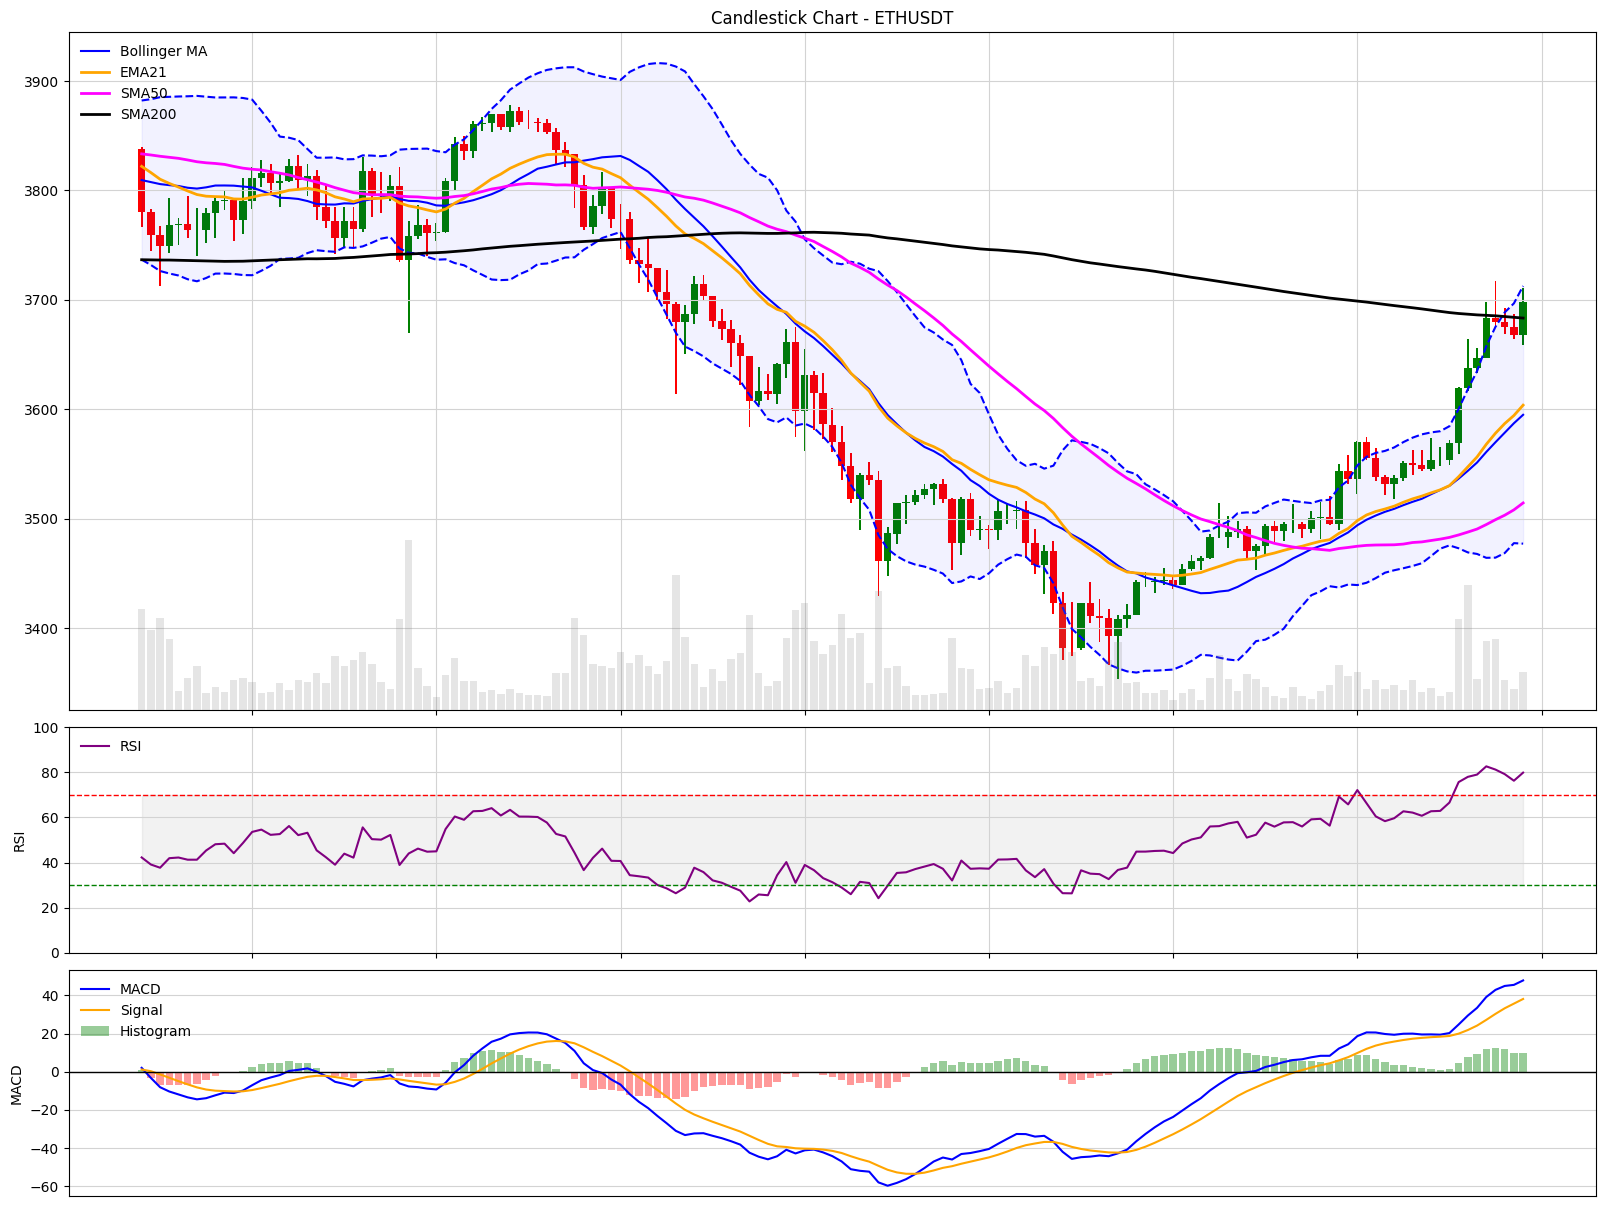 Candlestick Chart - ETHUSDT
Bollinger MA
EMA21
SMA50
SMA200
3900
3800
3700
3600
3500
3400
RSI
100
80
60
40
20
0
RSI
MACD
Signal
Histogram
40
20
0
−20
−40
−60
MACD